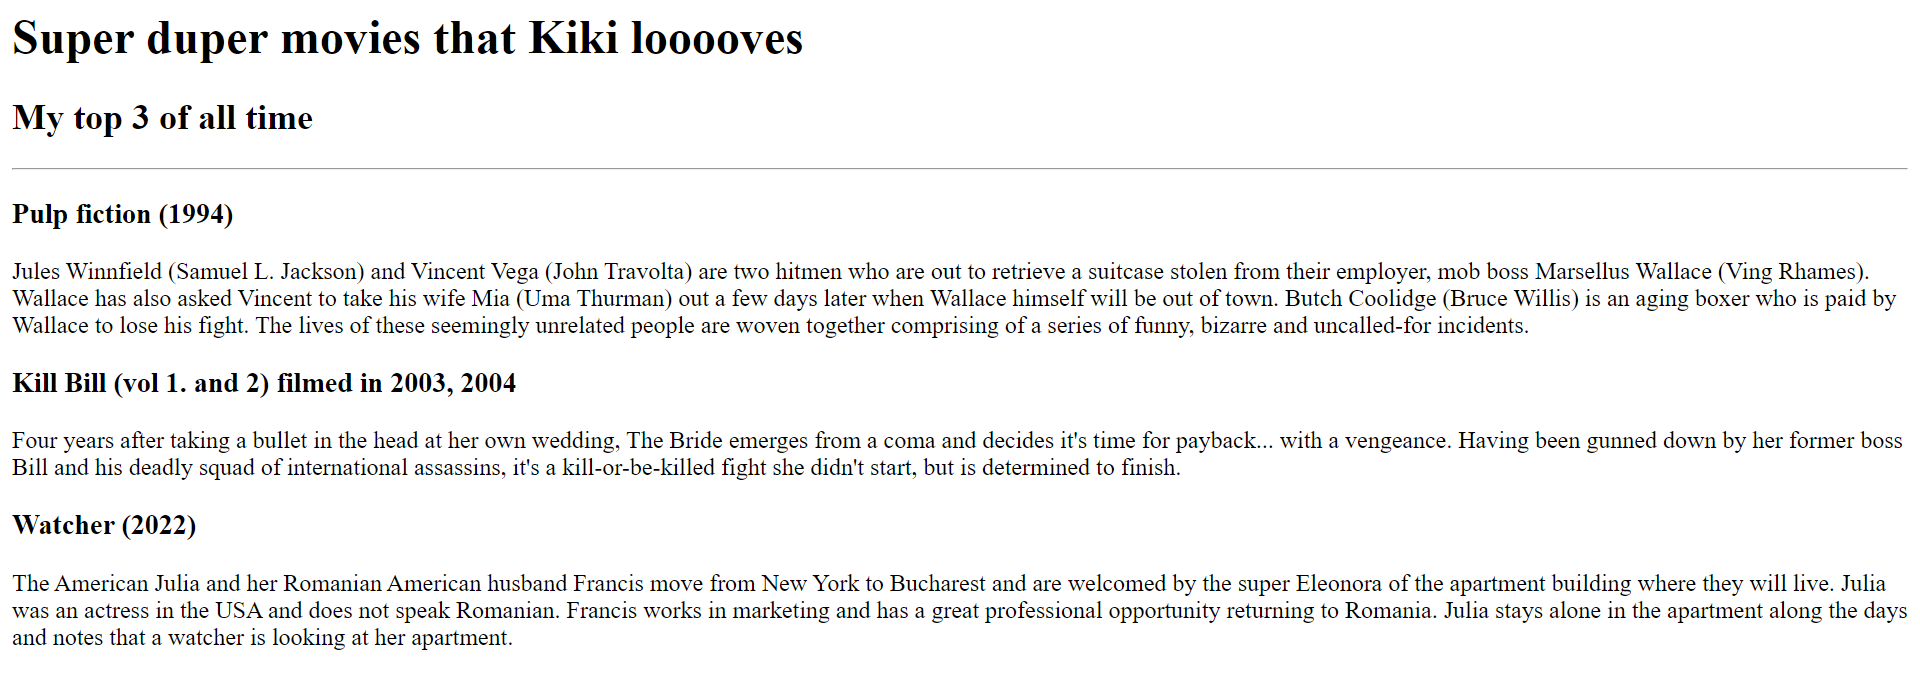 Super duper movies that Kiki looooves
My top 3 of all time
Pulp fiction (1994)
Jules Winnfield (Samuel L. Jackson) and Vincent Vega (John Travolta) are two hitmen who are out to retrieve a suitcase stolen from their employer, mob boss Marsellus Wallace (Ving Rhames).
Wallace has also asked Vincent to take his wife Mia (Uma Thurman) out a few days later when Wallace himself will be out of town. Butch Coolidge (Bruce Willis) is an aging boxer who is paid by
Wallace to lose his fight. The lives of these seemingly unrelated people are woven together comprising of a series of funny, bizarre and uncalled-for incidents.
Kill Bill (vol 1. and 2) filmed in 2003, 2004
Four years after taking a bullet in the head at her own wedding, The Bride emerges from a coma and decides it's time for payback... with a vengeance. Having been gunned down by her former boss
Bill and his deadly squad of international assassins, it's a kill-or-be-killed fight she didn't start, but is determined to finish.
Watcher (2022)
The American Julia and her Romanian American husband Francis move from New York to Bucharest and are welcomed by the super Eleonora of the apartment building where they will live. Julia
was an actress in the USA and does not speak Romanian. Francis works in marketing and has a great professional opportunity returning to Romania. Julia stays alone in the apartment along the days
and notes that a watcher is looking at her apartment.